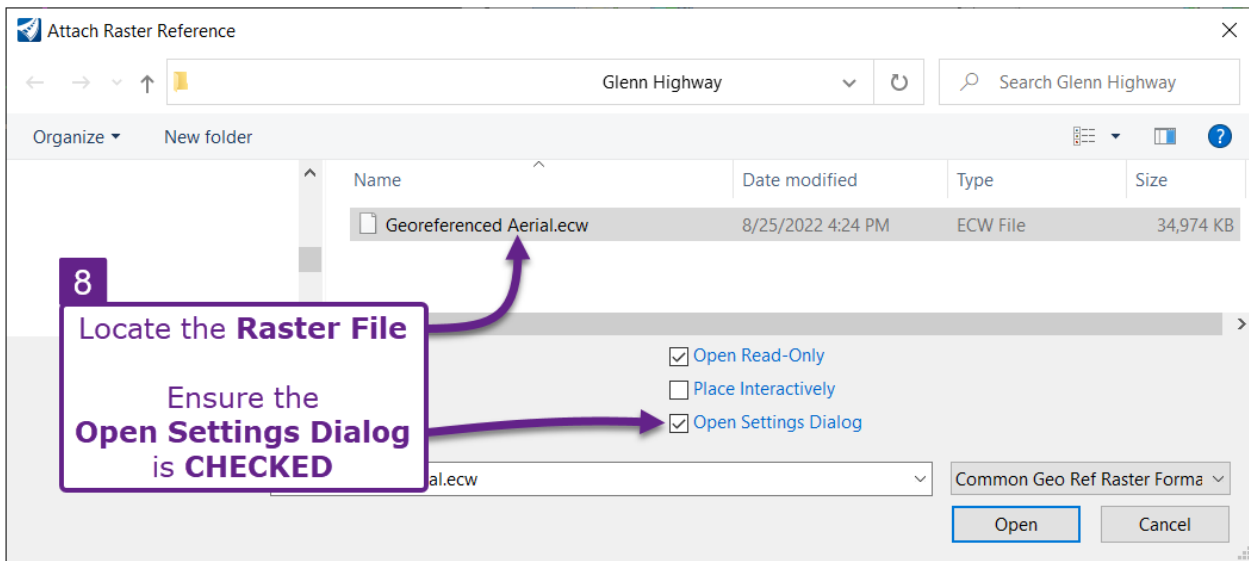 Attach Raster Reference
Glenn Highway
Search Glenn Highway
Organize
New folder
?
Name
Date modified
Type
Size
Georeferenced Aerial.ecw
8/25/2022 4:24 PM
ECW File
34,974 KB
8
Locate the Raster File
Ensure the
Open Settings Dialog
is CHECKED
Open Read-Only
Place Interactively
Open Settings Dialog
al.ecw
Common Geo Ref Raster Forma
Open
Cancel